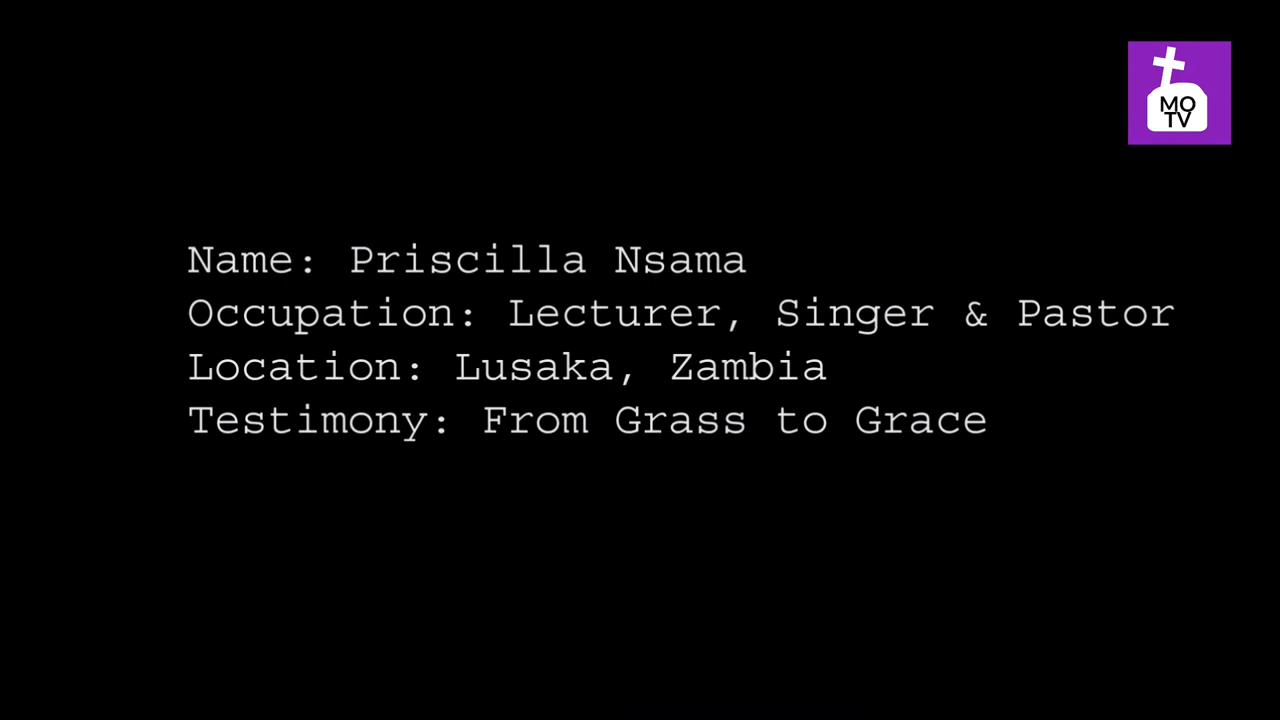 MO
TV
Name: Priscilla Nsama
Occupation: Lecturer, Singer & Pastor
Location: Lusaka, Zambia
Testimony: From Grass to Grace